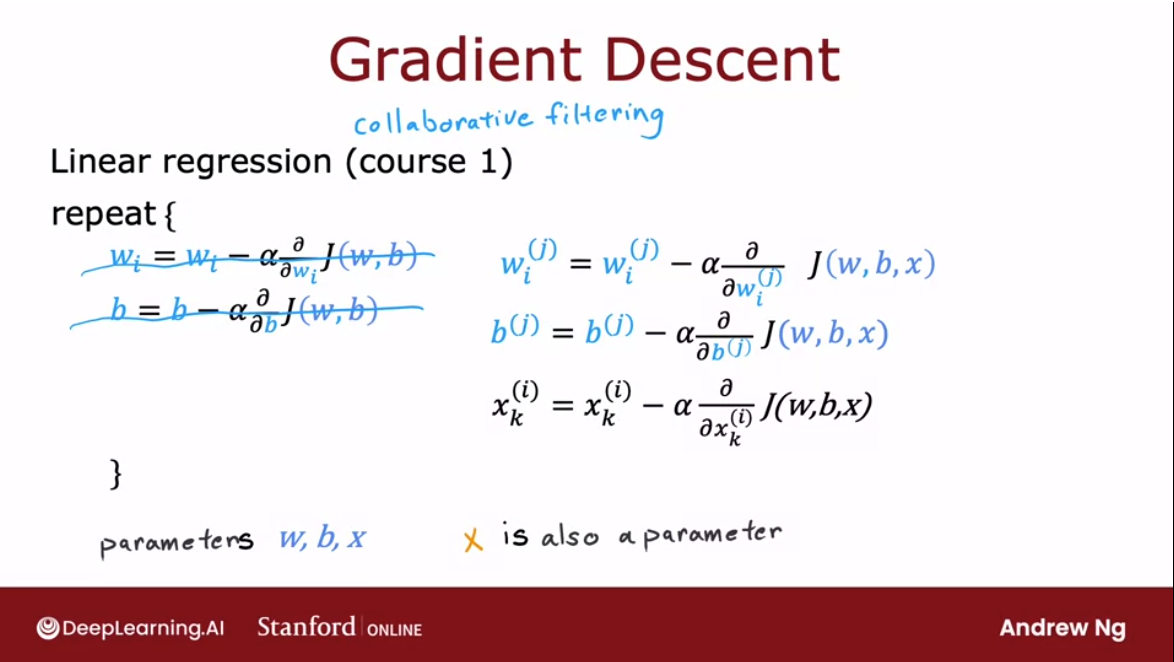 Gradient Descent
collaborative filtering
Linear regression (course 1)
repeat {
w_i = w_i − α ∂/∂w_i J(w, b)
b = b − α ∂/∂b J(w, b)
w_i^(j) = w_i^(j) − α ∂/∂w_i^(j) J(w, b, x)
b^(j) = b^(j) − α ∂/∂b^(j) J(w, b, x)
x_k^(i) = x_k^(i) − α ∂/∂x_k^(i) J(w,b,x)
}
parameters w, b, x
x is also a parameter
DeepLearning.AI Stanford ONLINE Andrew Ng